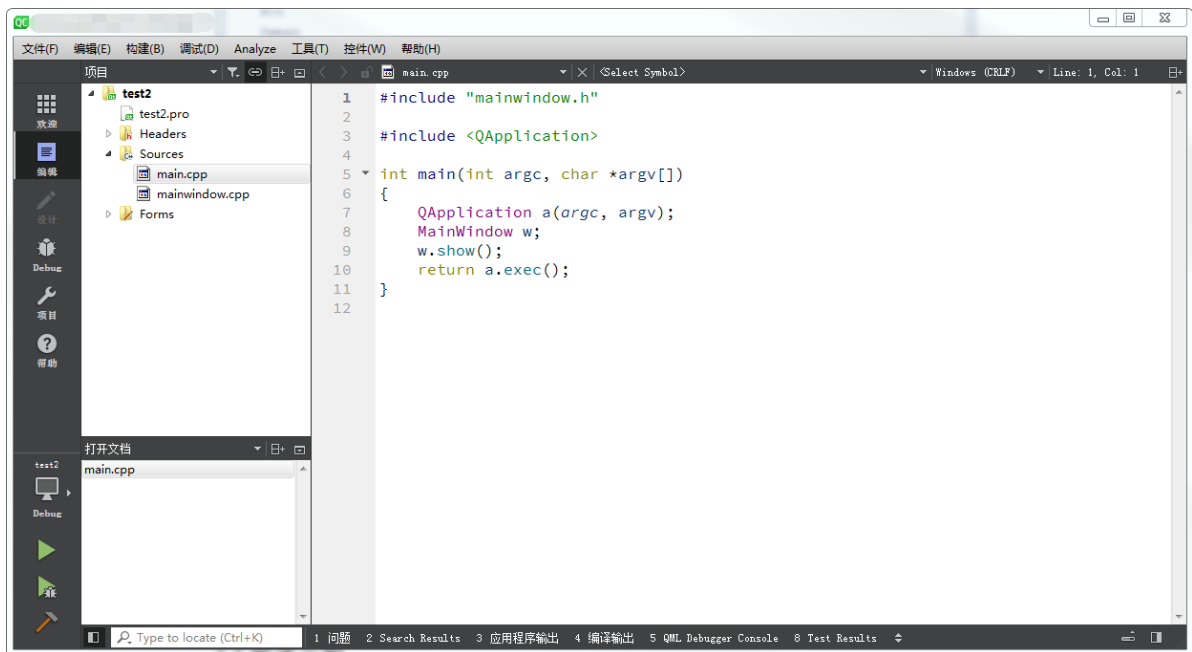 QC
文件(F) 编辑(E) 构建(B) 调试(D) Analyze 工具(T) 控件(W) 帮助(H)
项目
main.cpp
<Select Symbol>
Windows (CRLF)
Line: 1, Col: 1
欢迎
编辑
设计
Debug
项目
帮助
test2
test2.pro
Headers
Sources
main.cpp
mainwindow.cpp
Forms
1 #include "mainwindow.h"
2
3 #include <QApplication>
4
5 int main(int argc, char *argv[])
6 {
7 QApplication a(argc, argv);
8 MainWindow w;
9 w.show();
10 return a.exec();
11 }
12
打开文档
main.cpp
test2
Debug
Type to locate (Ctrl+K)
1 问题 2 Search Results 3 应用程序输出 4 编译输出 5 QML Debugger Console 8 Test Results